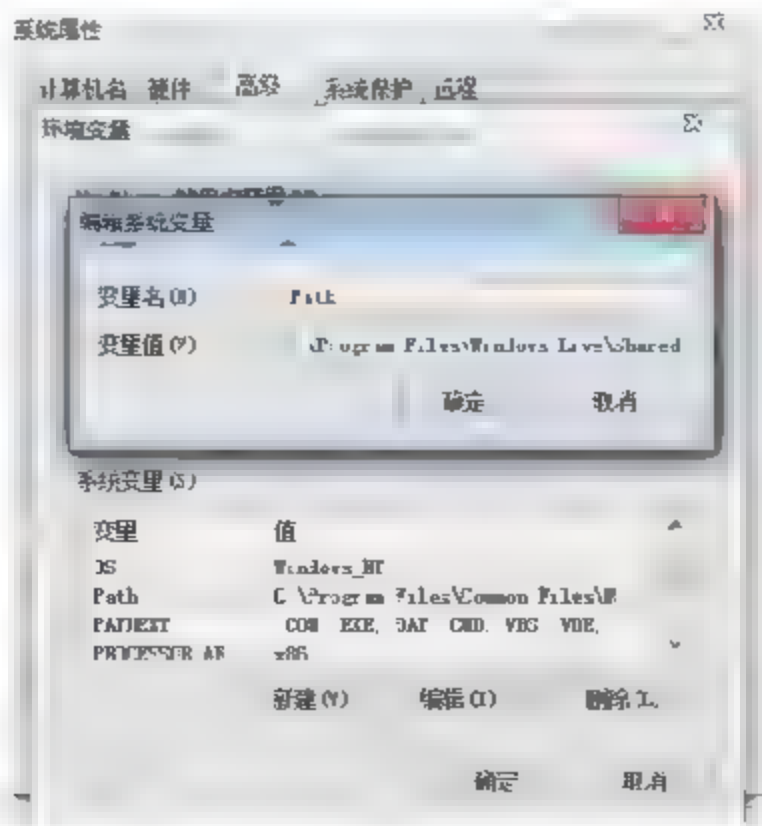 系统属性
计算机名 硬件 高级 系统保护 远程
环境变量
编辑系统变量
变量名(N) Path
变量值(V) \Program Files\Windows Live\Shared
确定 取消
系统变量(S)
变量 值
OS Windows_NT
Path C \Program Files\Common Files\M
PATHEXT COM EXE, BAT CMD. VBS VBE,
PROCESSOR_AR x86
新建(W) 编辑(I) 删除(L)
确定 取消